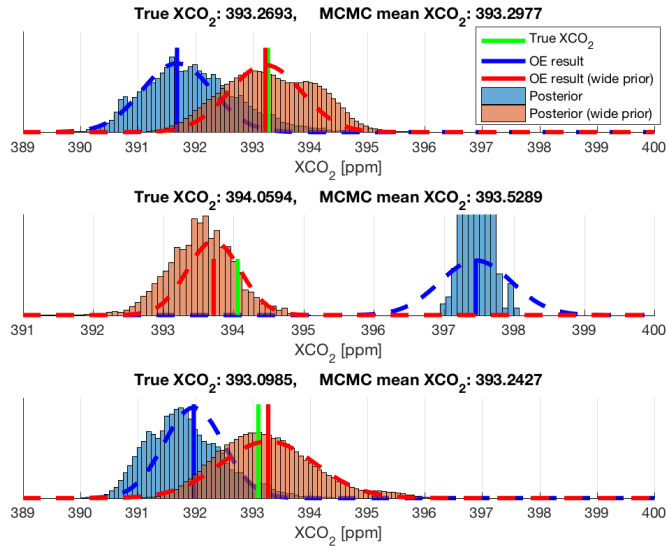 True XCO₂: 393.2693, MCMC mean XCO₂: 393.2977
True XCO₂
OE result
OE result (wide prior)
Posterior
Posterior (wide prior)
389 390 391 392 393 394 395 396 397 398 399 400
XCO₂ [ppm]
True XCO₂: 394.0594, MCMC mean XCO₂: 393.5289
391 392 393 394 395 396 397 398 399 400
XCO₂ [ppm]
True XCO₂: 393.0985, MCMC mean XCO₂: 393.2427
389 390 391 392 393 394 395 396 397 398 399 400
XCO₂ [ppm]